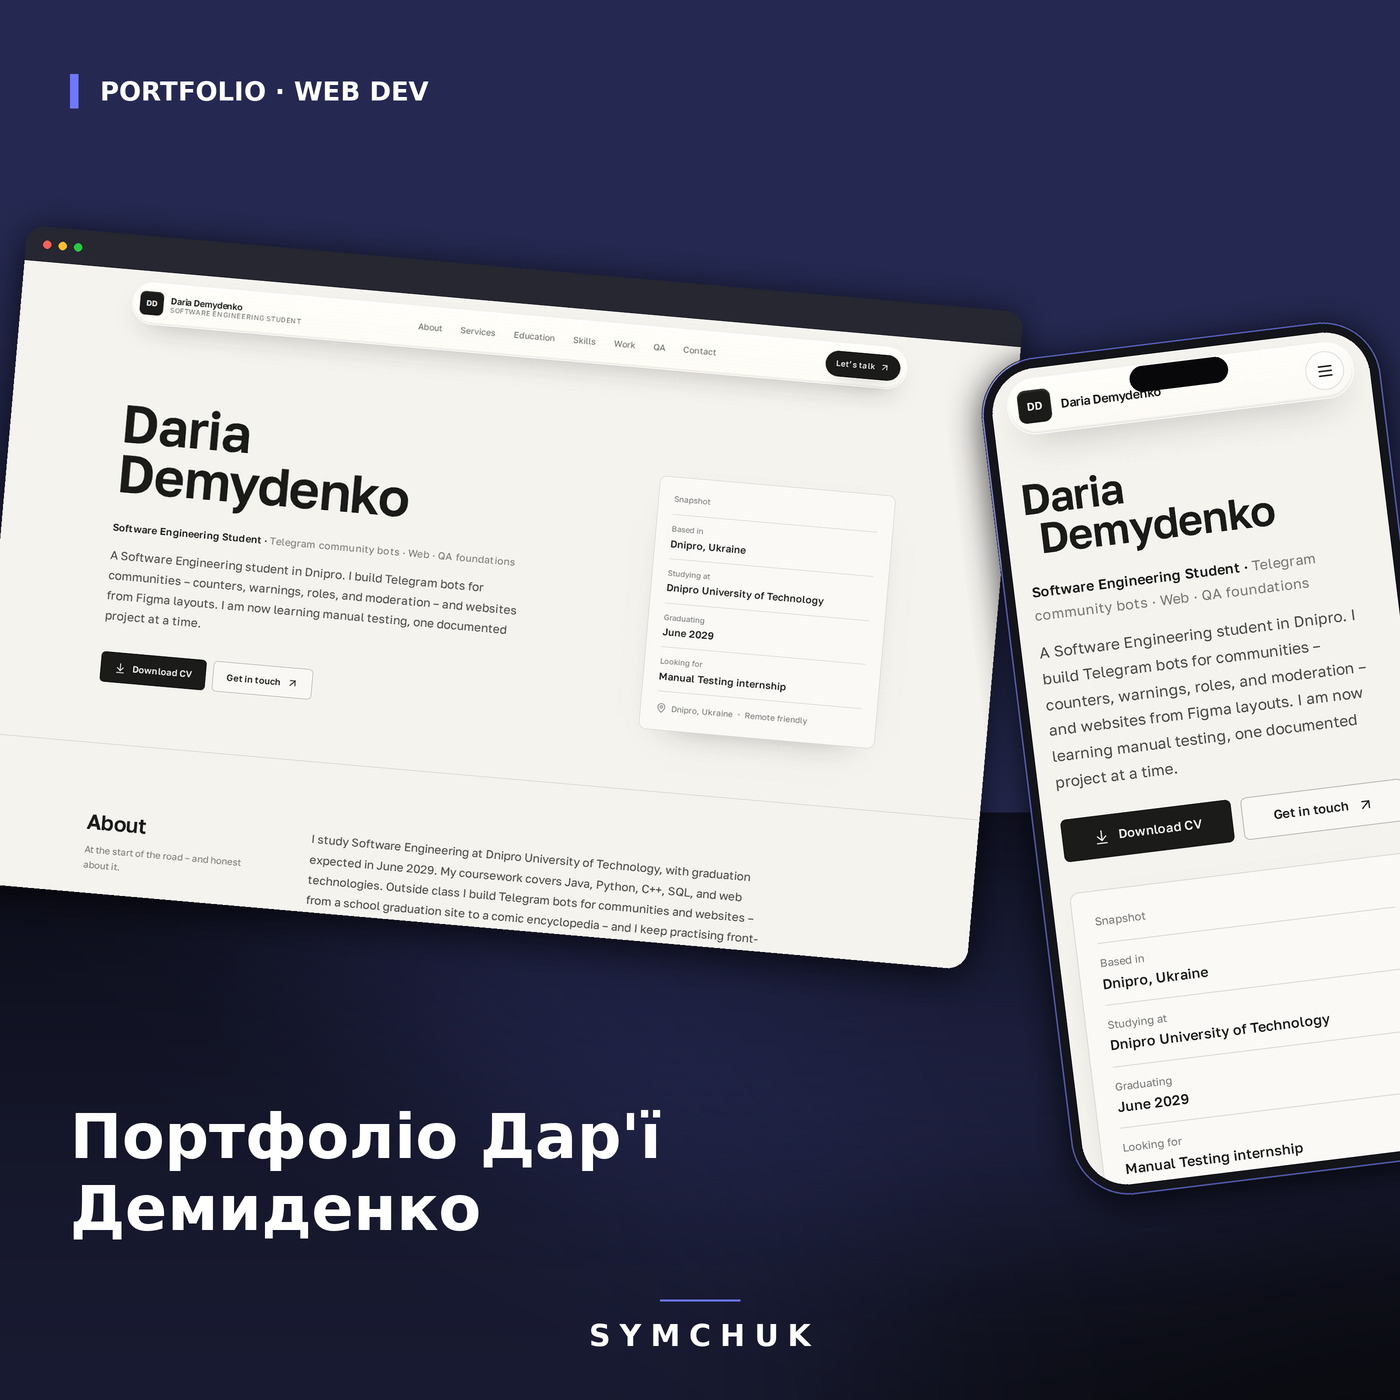 PORTFOLIO · WEB DEV
DD
Daria Demydenko
SOFTWARE ENGINEERING STUDENT
About
Services
Education
Skills
Work
QA
Contact
Let's talk
Daria
Demydenko
Software Engineering Student · Telegram community bots · Web · QA foundations
A Software Engineering student in Dnipro. I build Telegram bots for
communities – counters, warnings, roles, and moderation – and websites
from Figma layouts. I am now learning manual testing, one documented
project at a time.
Download CV
Get in touch
Snapshot
Based in
Dnipro, Ukraine
Studying at
Dnipro University of Technology
Graduating
June 2029
Looking for
Manual Testing internship
Dnipro, Ukraine • Remote friendly
About
At the start of the road – and honest
about it.
I study Software Engineering at Dnipro University of Technology, with graduation
expected in June 2029. My coursework covers Java, Python, C++, SQL, and web
technologies. Outside class I build Telegram bots for communities and websites –
from a school graduation site to a comic encyclopedia – and I keep practising front-
DD
Daria Demydenko
Daria
Demydenko
Software Engineering Student · Telegram
community bots · Web · QA foundations
A Software Engineering student in Dnipro. I
build Telegram bots for communities –
counters, warnings, roles, and moderation –
and websites from Figma layouts. I am now
learning manual testing, one documented
project at a time.
Download CV
Get in touch
Snapshot
Based in
Dnipro, Ukraine
Studying at
Dnipro University of Technology
Graduating
June 2029
Looking for
Manual Testing internship
Портфоліо Дар'ї
Демиденко
SYMCHUK